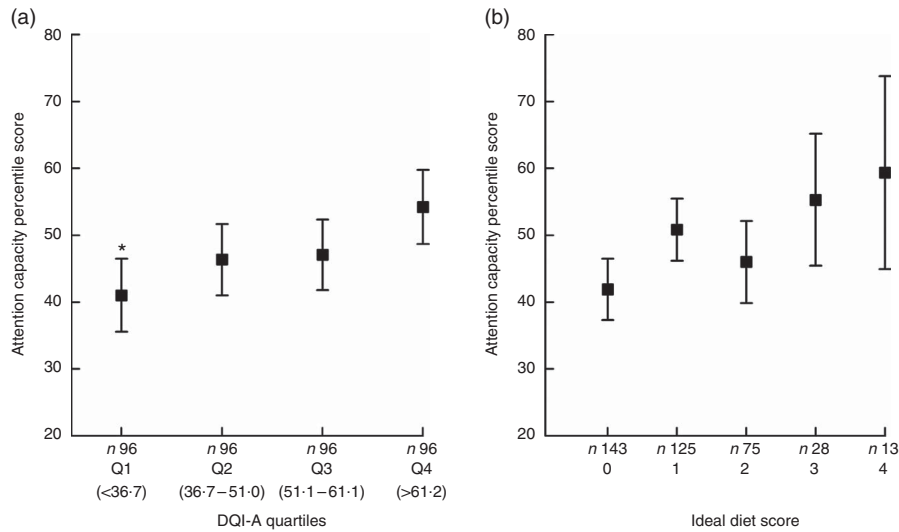 (a)
80
70
60
50
40
30
20
Attention capacity percentile score
*
n 96 n 96 n 96 n 96
Q1 Q2 Q3 Q4
(<36·7) (36·7–51·0) (51·1–61·1) (>61·2)
DQI-A quartiles
(b)
80
70
60
50
40
30
20
Attention capacity percentile score
n 143 n 125 n 75 n 28 n 13
0 1 2 3 4
Ideal diet score